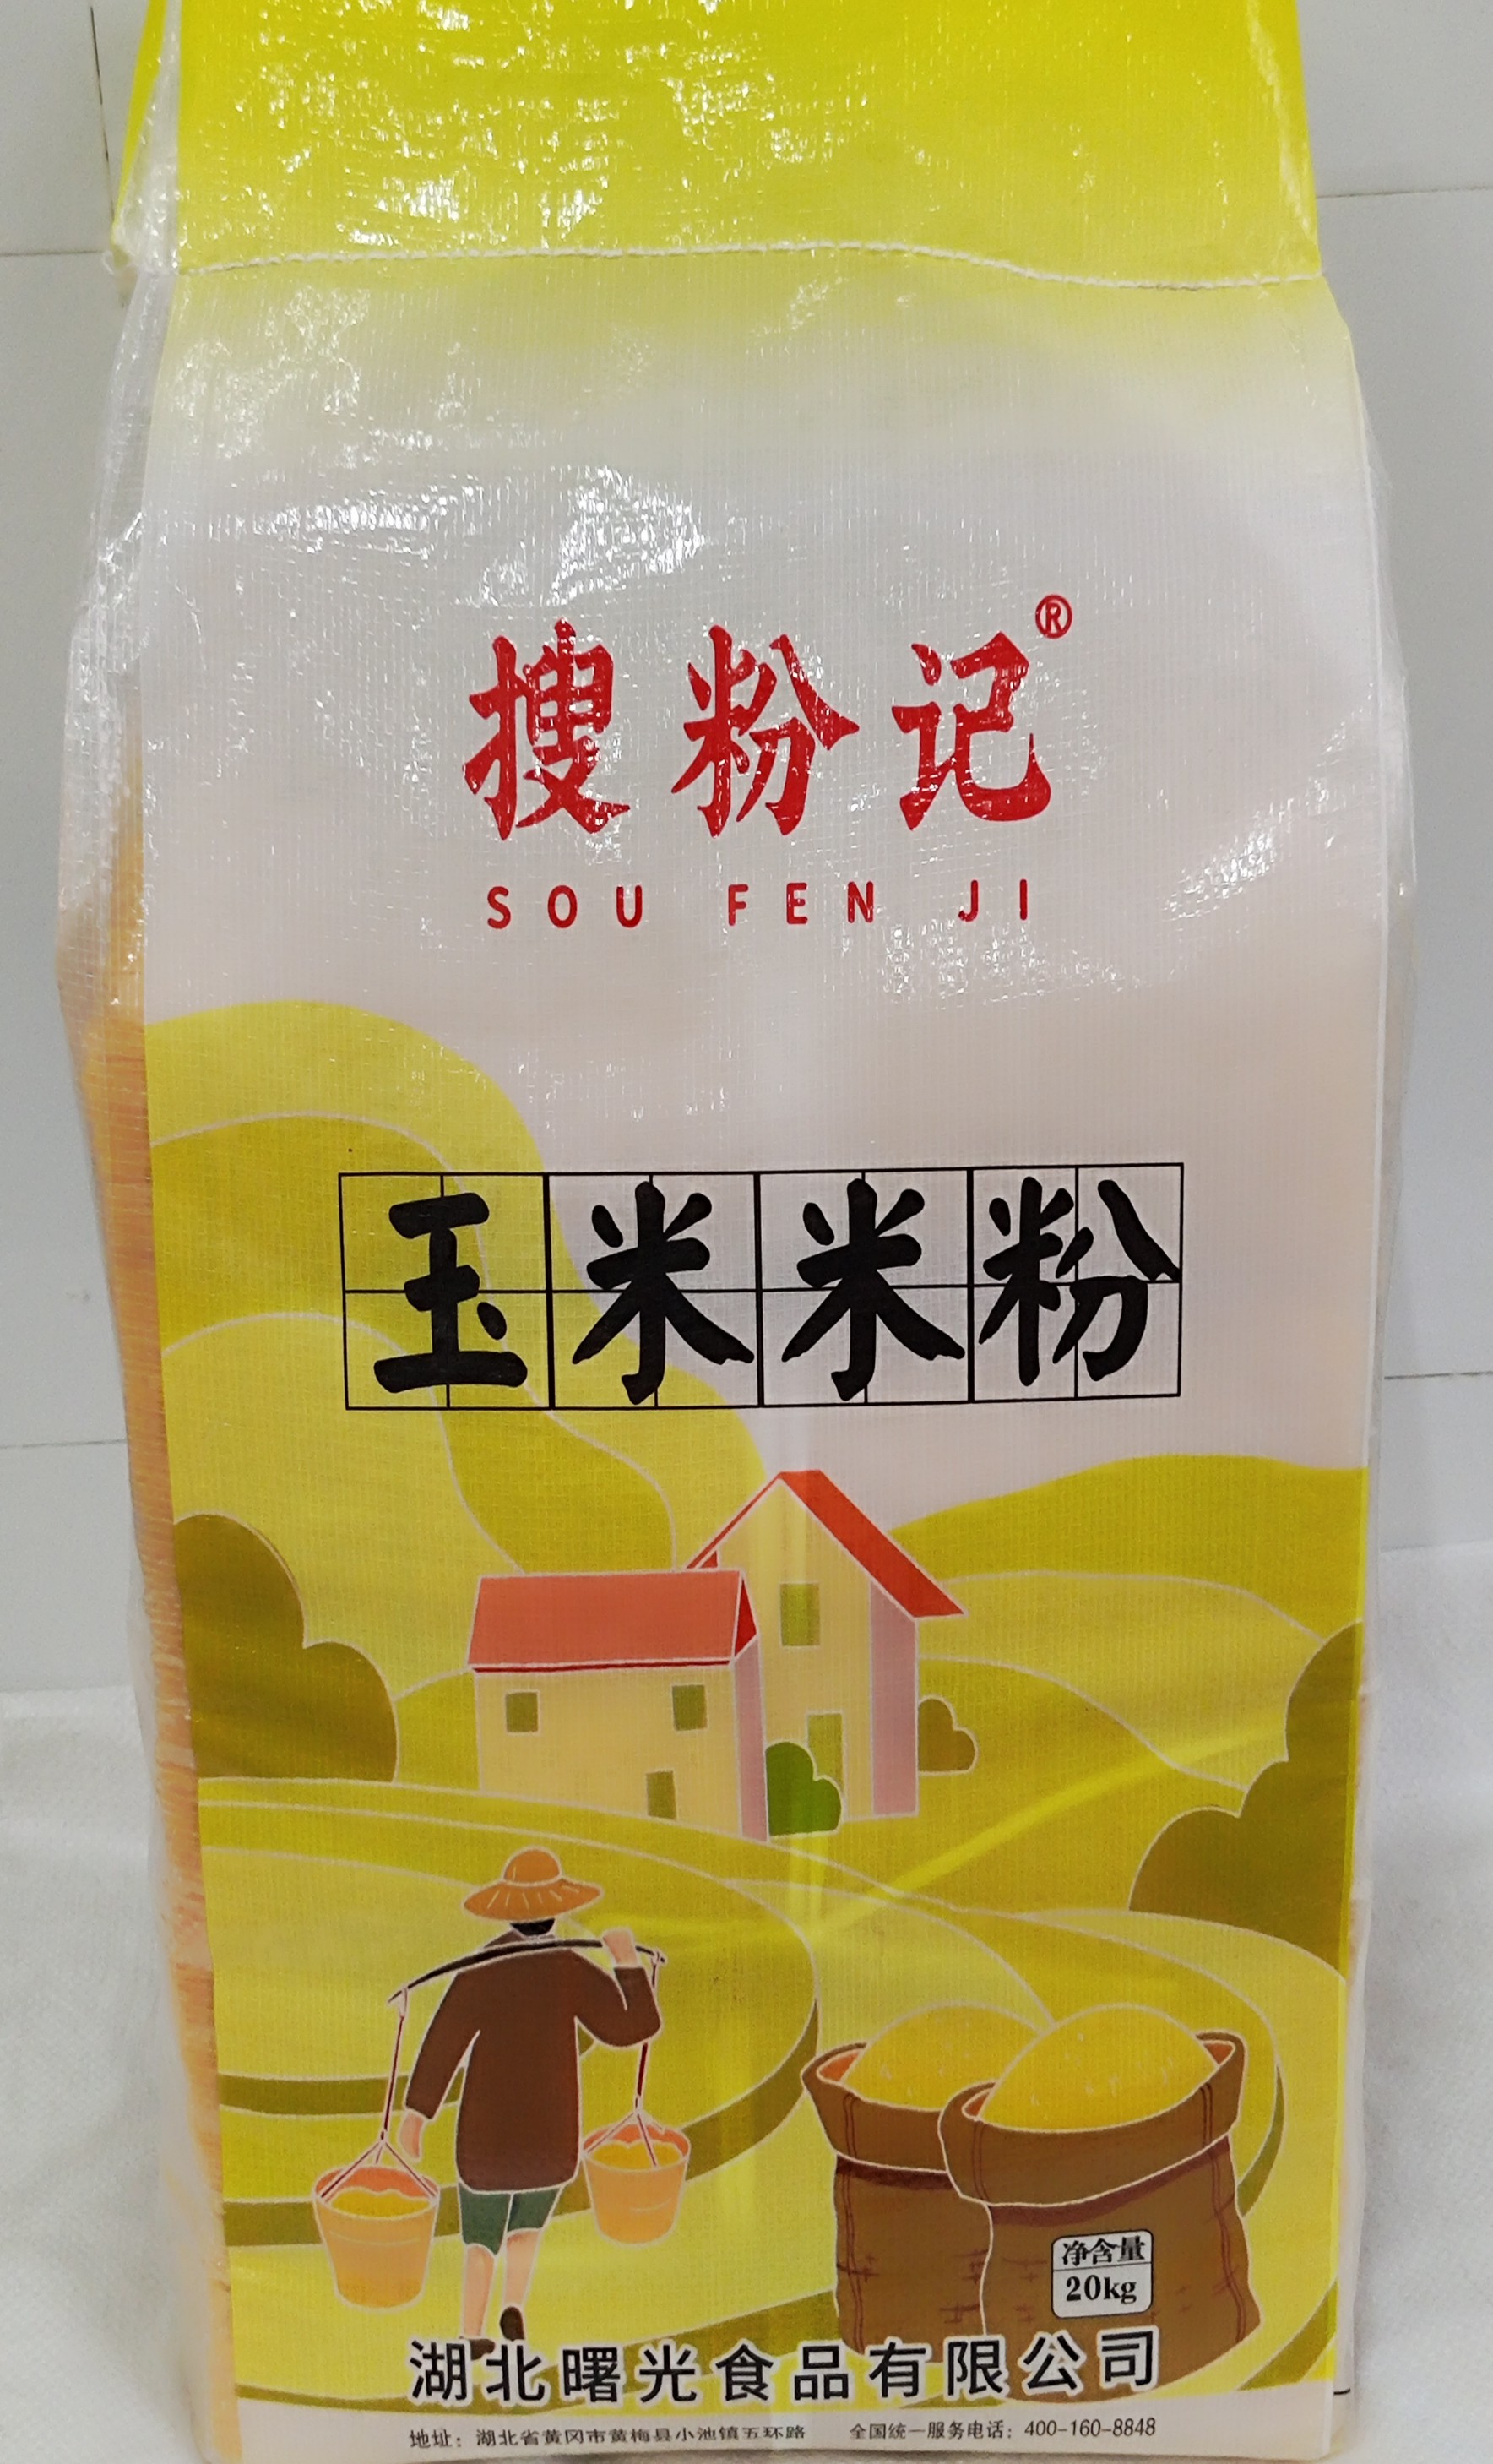 搜粉记®
SOU FEN JI
玉米米粉
净含量
20kg
湖北曙光食品有限公司
地址：湖北省黄冈市黄梅县小池镇五环路 全国统一服务电话：400-160-8848